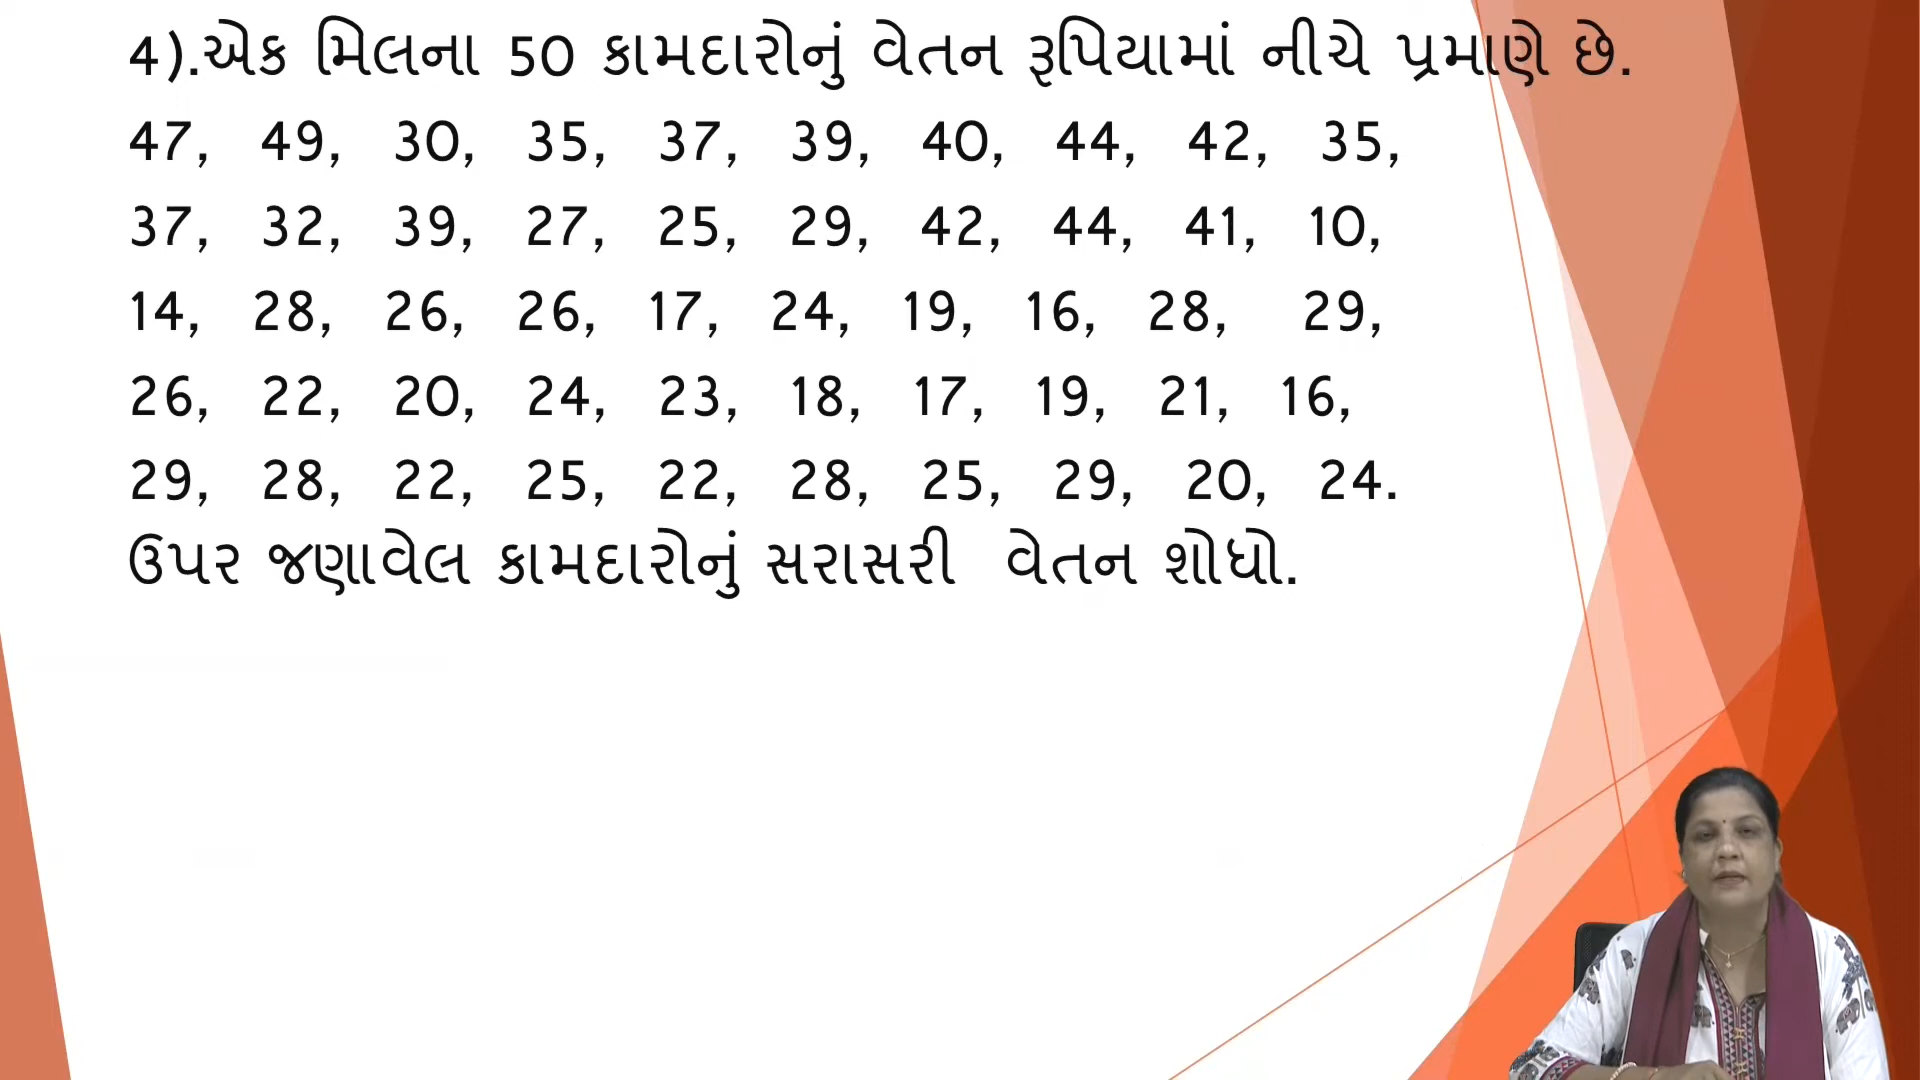 4).એક મિલના 50 કામદારોનું વેતન રૂપિયામાં નીચે પ્રમાણે છે.
47, 49, 30, 35, 37, 39, 40, 44, 42, 35,
37, 32, 39, 27, 25, 29, 42, 44, 41, 10,
14, 28, 26, 26, 17, 24, 19, 16, 28, 29,
26, 22, 20, 24, 23, 18, 17, 19, 21, 16,
29, 28, 22, 25, 22, 28, 25, 29, 20, 24.
ઉપર જણાવેલ કામદારોનું સરાસરી વેતન શોધો.